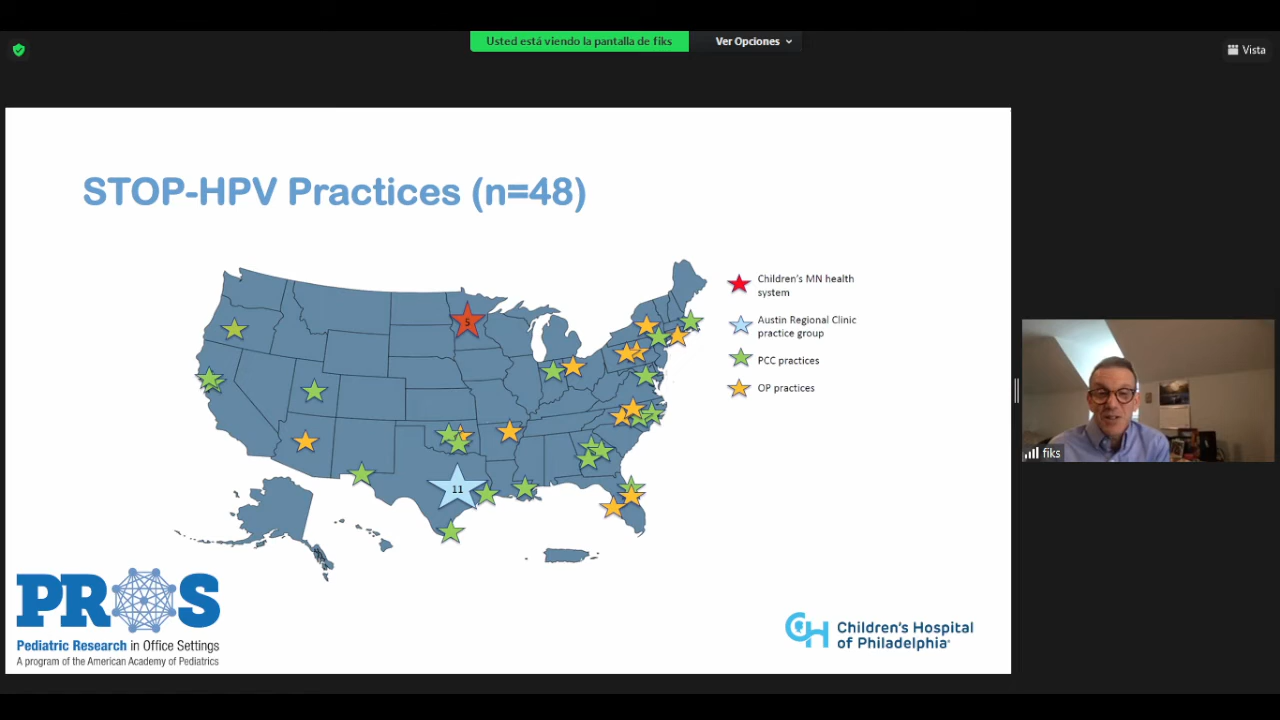 Usted está viendo la pantalla de fiks
Ver Opciones
Vista
STOP-HPV Practices (n=48)
5
11
Children's MN health
system
Austin Regional Clinic
practice group
PCC practices
OP practices
fiks
PROS
Pediatric Research in Office Settings
A program of the American Academy of Pediatrics
CH Children's Hospital
of Philadelphia